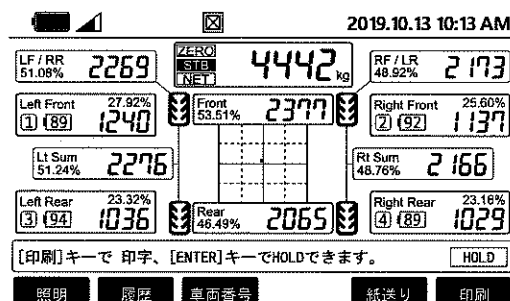 2019.10.13 10:13 AM
LF / RR 51.08% 2269
ZERO STB NET 4442 kg
RF / LR 48.92% 2173
Left Front 27.92% 1 89 1240
Front 53.51% 2377
Right Front 25.60% 2 92 1137
Lt Sum 51.24% 2276
Rt Sum 48.76% 2166
Left Rear 23.32% 3 94 1036
Rear 46.49% 2065
Right Rear 23.16% 4 89 1029
[印刷]キーで 印字、[ENTER]キーでHOLDできます。 HOLD
照明 履歴 車両番号 紙送り 印刷